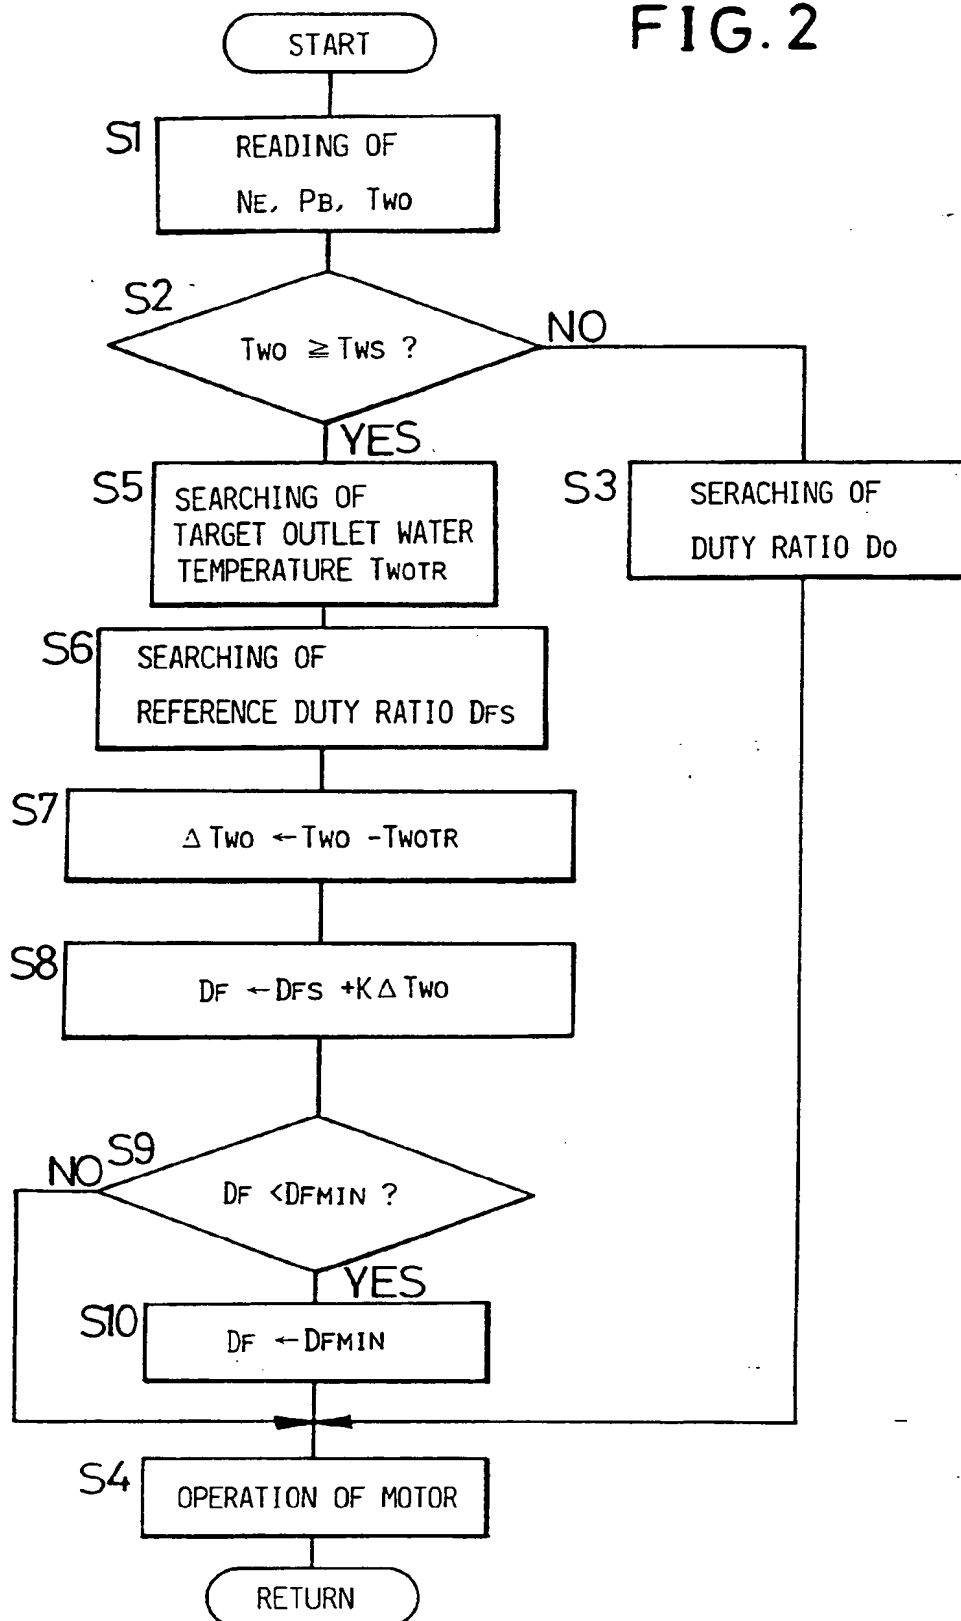 FIG. 2
START
S1
READING OF
NE, PB, TWO
S2
TWO ≧ TWS ?
NO
YES
S5
SEARCHING OF
TARGET OUTLET WATER
TEMPERATURE TWOTR
S3
SERACHING OF
DUTY RATIO DO
S6
SEARCHING OF
REFERENCE DUTY RATIO DFS
S7
Δ TWO ← TWO -TWOTR
S8
DF ← DFS +K Δ TWO
S9
NO
DF <DFMIN ?
YES
S10
DF ← DFMIN
S4
OPERATION OF MOTOR
RETURN